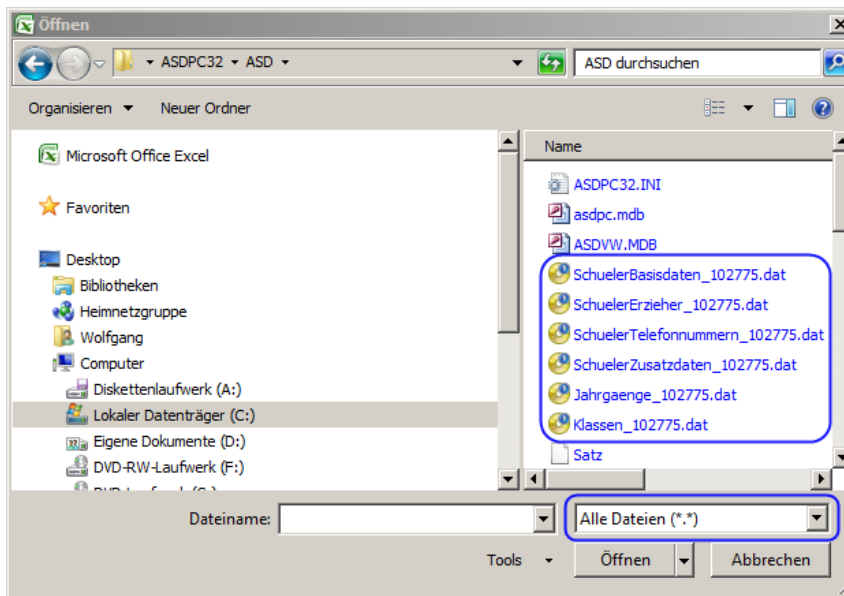 Öffnen
ASDPC32 ASD
ASD durchsuchen
Organisieren Neuer Ordner
Microsoft Office Excel
Favoriten
Desktop
Bibliotheken
Heimnetzgruppe
Wolfgang
Computer
Diskettenlaufwerk (A:)
Lokaler Datenträger (C:)
Eigene Dokumente (D:)
DVD-RW-Laufwerk (F:)
Name
ASDPC32.INI
asdpc.mdb
ASDVW.MDB
SchuelerBasisdaten_102775.dat
SchuelerErzieher_102775.dat
SchuelerTelefonnummern_102775.dat
SchuelerZusatzdaten_102775.dat
Jahrgaenge_102775.dat
Klassen_102775.dat
Satz
Dateiname:
Alle Dateien (*.*)
Tools Öffnen Abbrechen